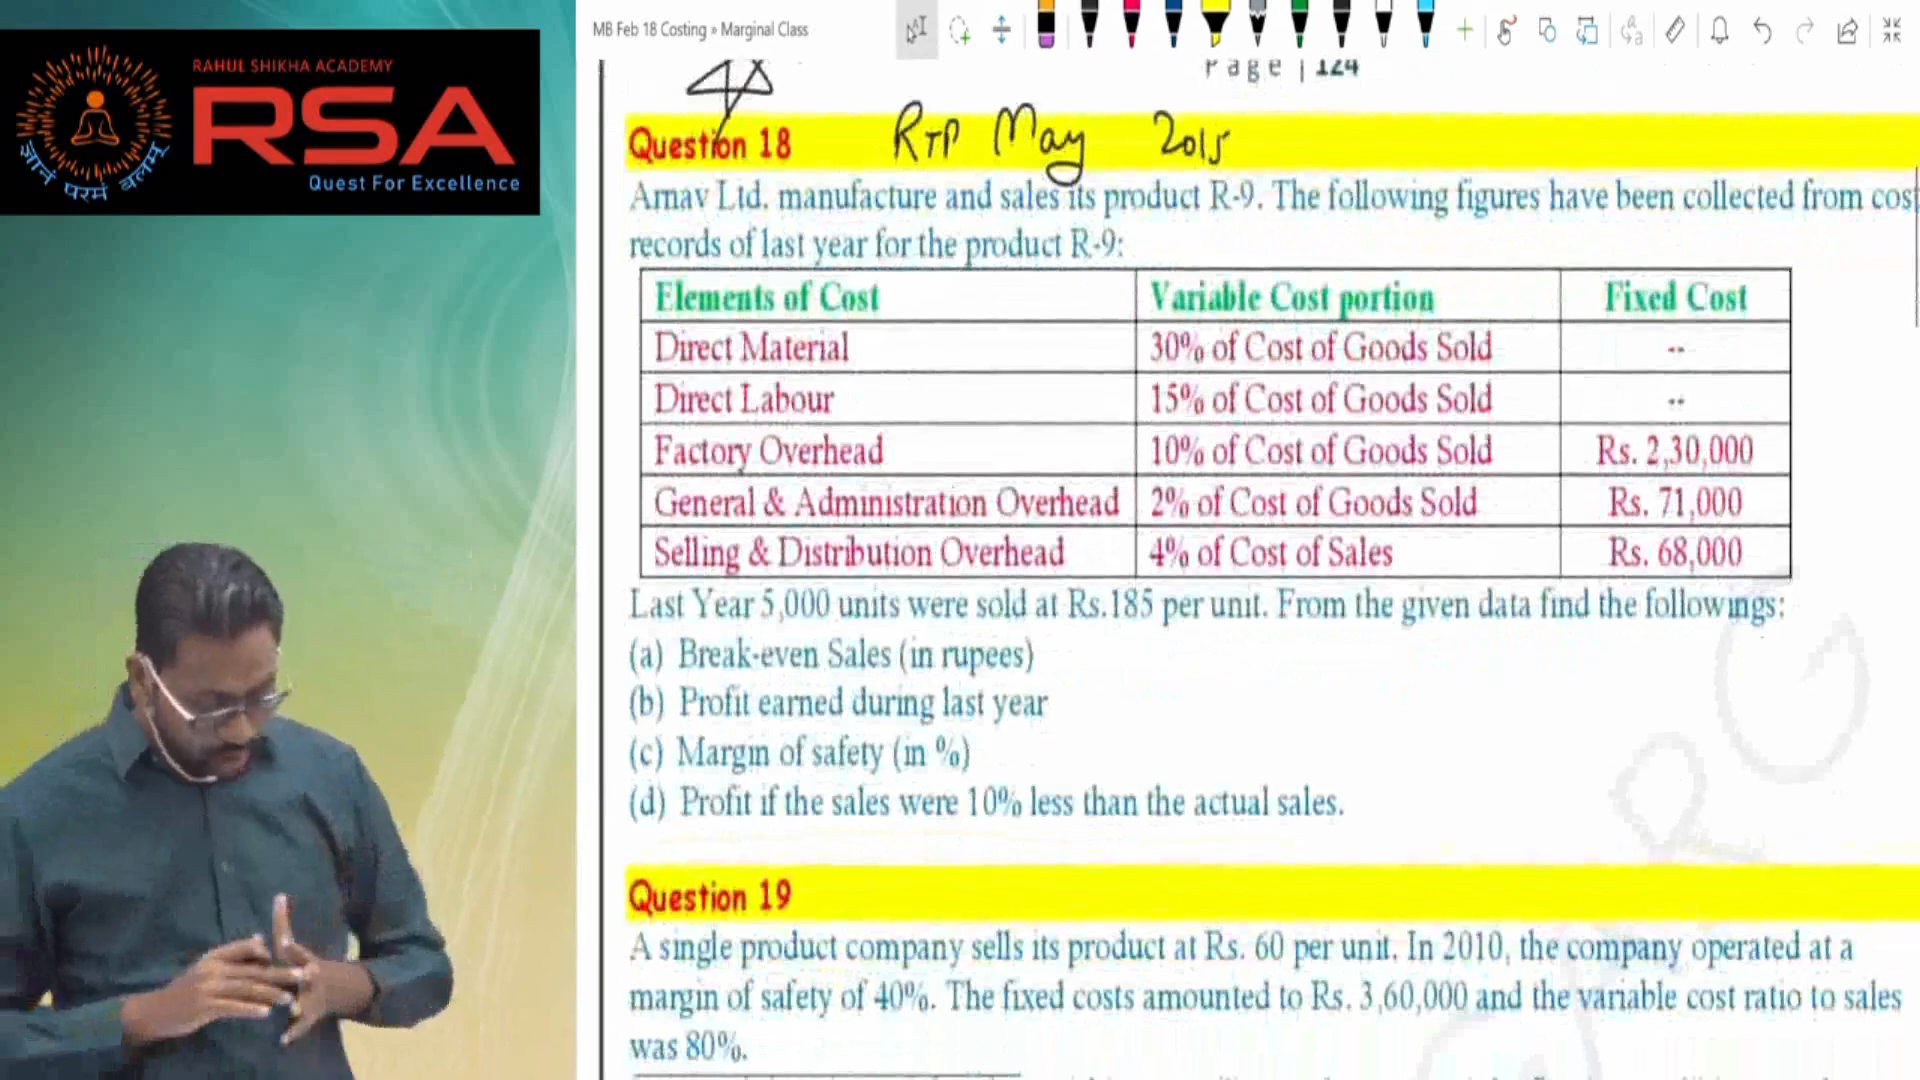 MB Feb 18 Costing » Marginal Class
RAHUL SHIKHA ACADEMY
RSA
Quest For Excellence
ज्ञानं परमं बलम्
Page | 124
Question 18 RTP May 2015
Arnav Ltd. manufacture and sales its product R-9. The following figures have been collected from cost
records of last year for the product R-9:
Elements of Cost Variable Cost portion Fixed Cost
Direct Material 30% of Cost of Goods Sold --
Direct Labour 15% of Cost of Goods Sold --
Factory Overhead 10% of Cost of Goods Sold Rs. 2,30,000
General & Administration Overhead 2% of Cost of Goods Sold Rs. 71,000
Selling & Distribution Overhead 4% of Cost of Sales Rs. 68,000
Last Year 5,000 units were sold at Rs.185 per unit. From the given data find the followings:
(a) Break-even Sales (in rupees)
(b) Profit earned during last year
(c) Margin of safety (in %)
(d) Profit if the sales were 10% less than the actual sales.
Question 19
A single product company sells its product at Rs. 60 per unit. In 2010, the company operated at a
margin of safety of 40%. The fixed costs amounted to Rs. 3,60,000 and the variable cost ratio to sales
was 80%.